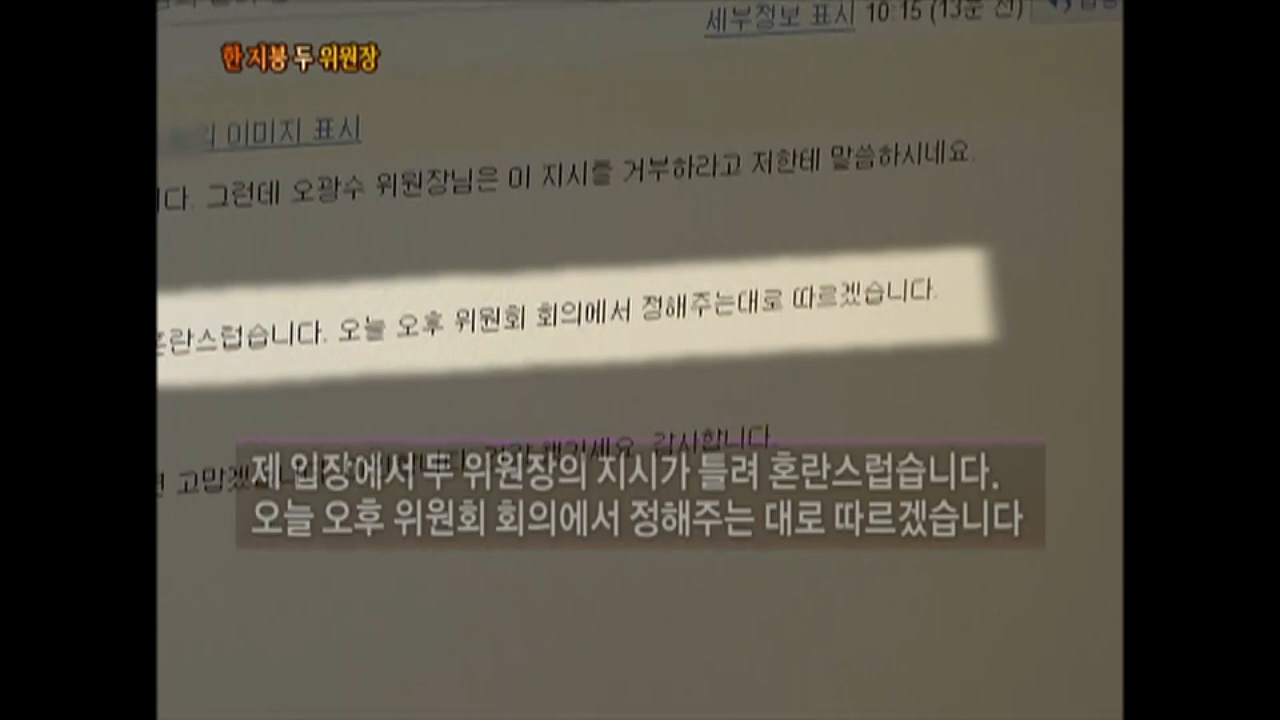 세부정보 표시 10:15 (13분 전)
한 지붕 두 위원장
이미지 표시
니다. 그런데 오광수 위원장님은 이 지시를 거부하라고 저한테 말씀하시네요.
혼란스럽습니다. 오늘 오후 위원회 회의에서 정해주는대로 따르겠습니다.
감사합니다.
제 입장에서 두 위원장의 지시가 틀려 혼란스럽습니다.
오늘 오후 위원회 회의에서 정해주는 대로 따르겠습니다